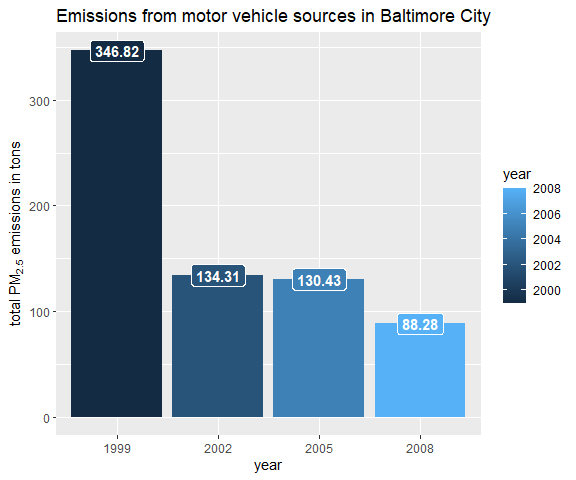 Emissions from motor vehicle sources in Baltimore City
total PM2.5 emissions in tons
300
200
100
0
346.82
134.31
130.43
88.28
1999 2002 2005 2008
year
year
2008
2006
2004
2002
2000